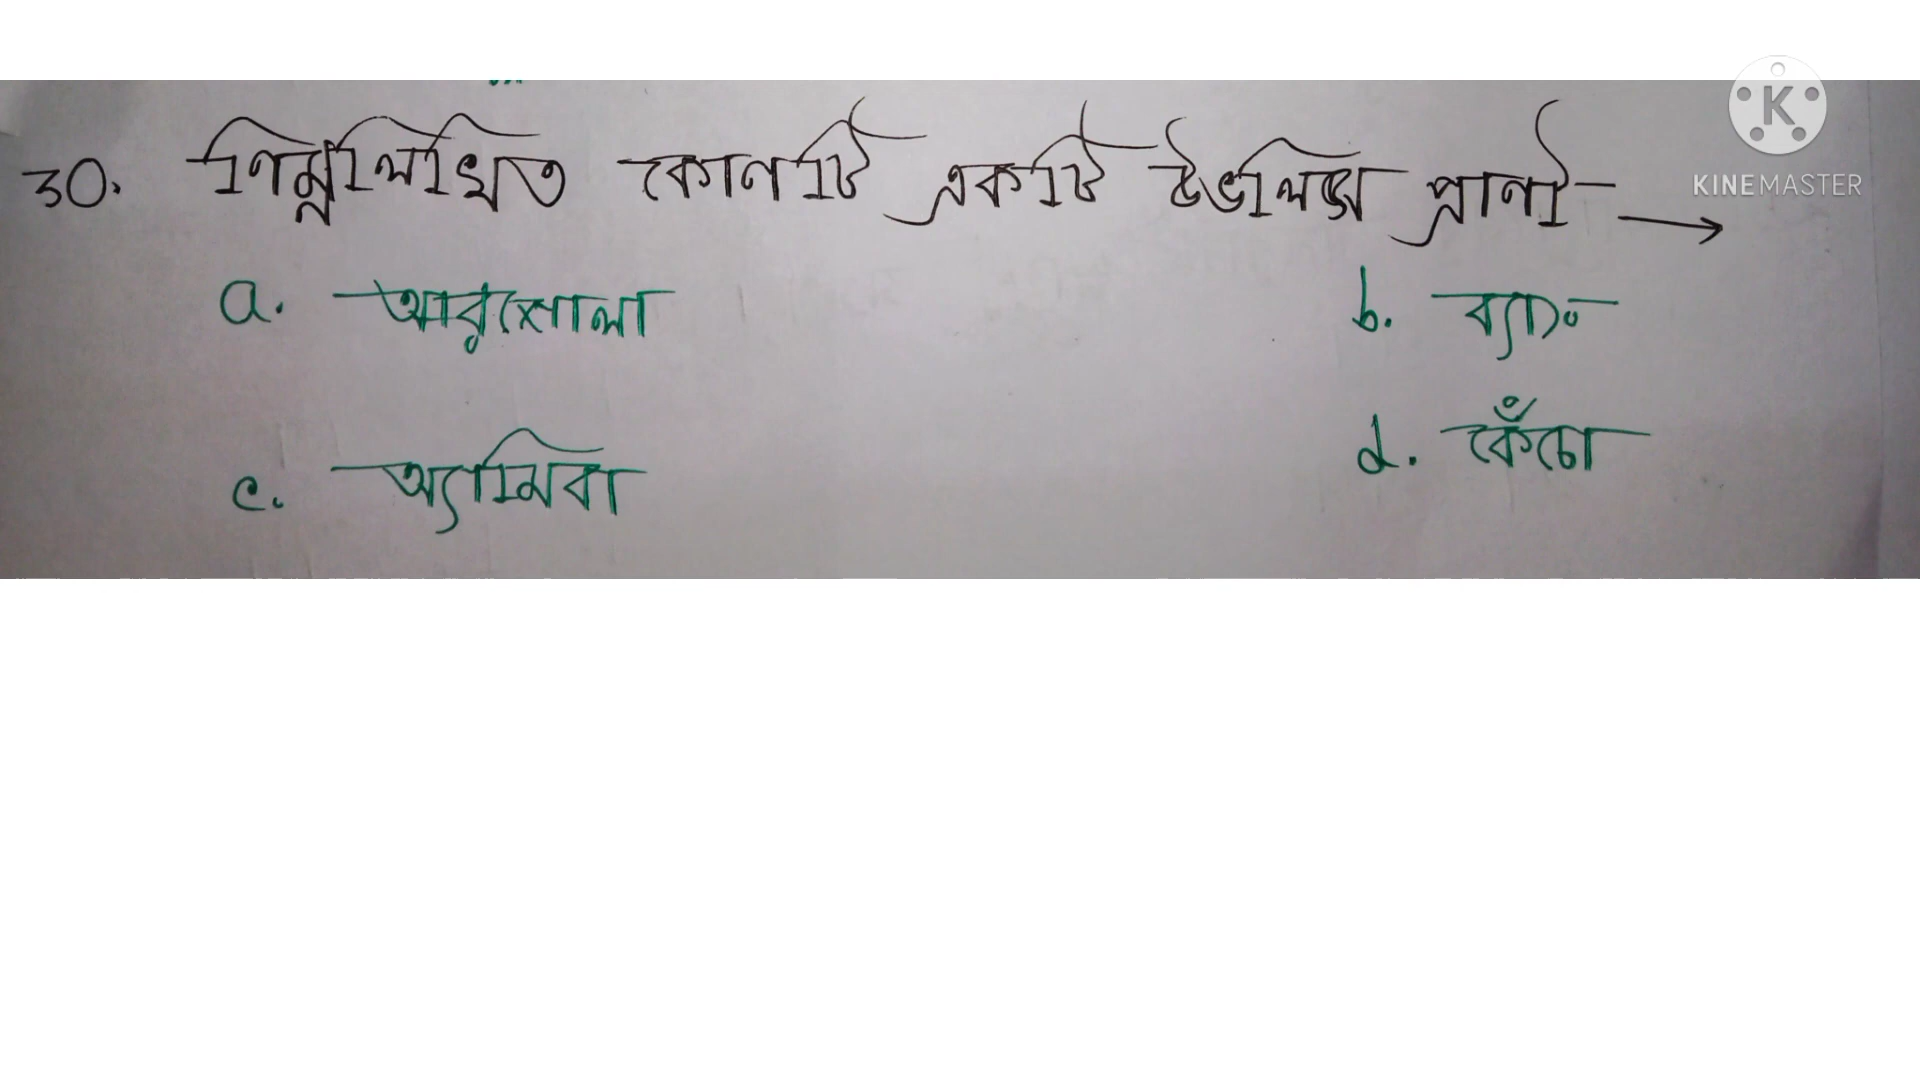 30. নিম্নলিখিত কোনটি একটি উভলিঙ্গ প্রাণী →
KINEMASTER
a. আরশোলা b. ব্যাং
c. অ্যামিবা d. কেঁচো